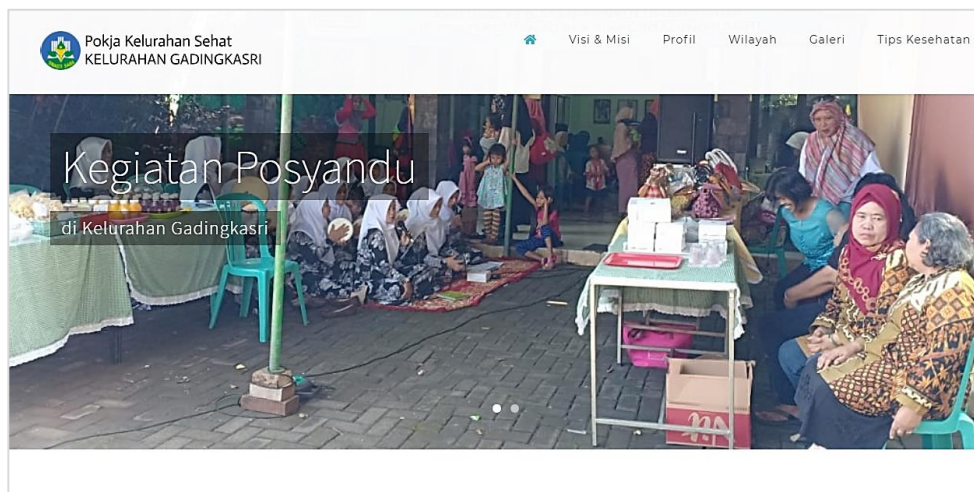 Pokja Kelurahan Sehat
KELURAHAN GADINGKASRI
Visi & Misi
Profil
Wilayah
Galeri
Tips Kesehatan
Kegiatan Posyandu
di Kelurahan Gadingkasri